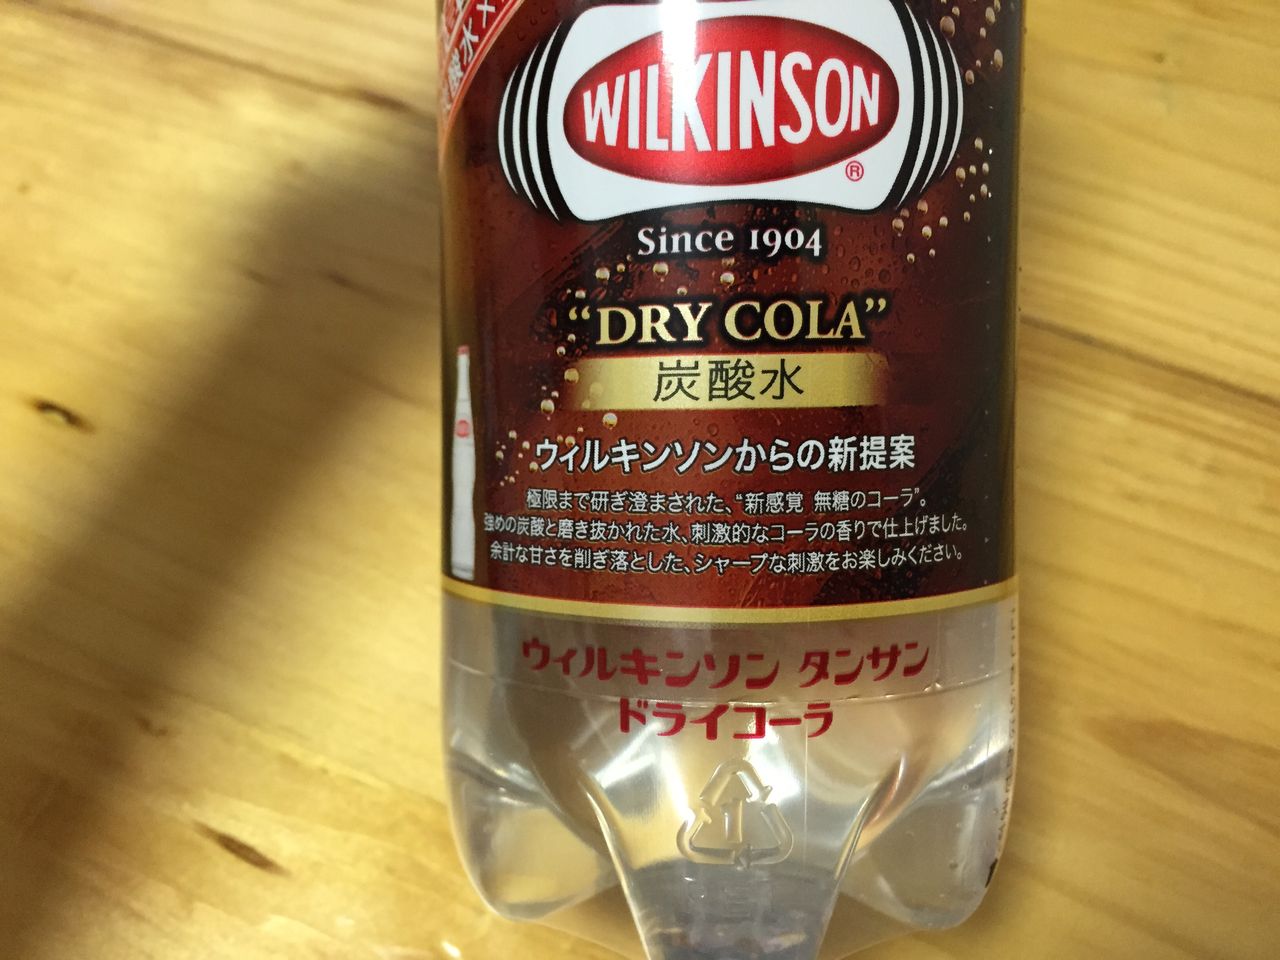 酸水×
WILKINSON
®
Since 1904
“DRY COLA”
炭酸水
ウィルキンソンからの新提案
極限まで研ぎ澄まされた、“新感覚 無糖のコーラ”。
強めの炭酸と磨き抜かれた水、刺激的なコーラの香りで仕上げました。
余計な甘さを削ぎ落とした、シャープな刺激をお楽しみください。
ウィルキンソン タンサン
ドライコーラ
1